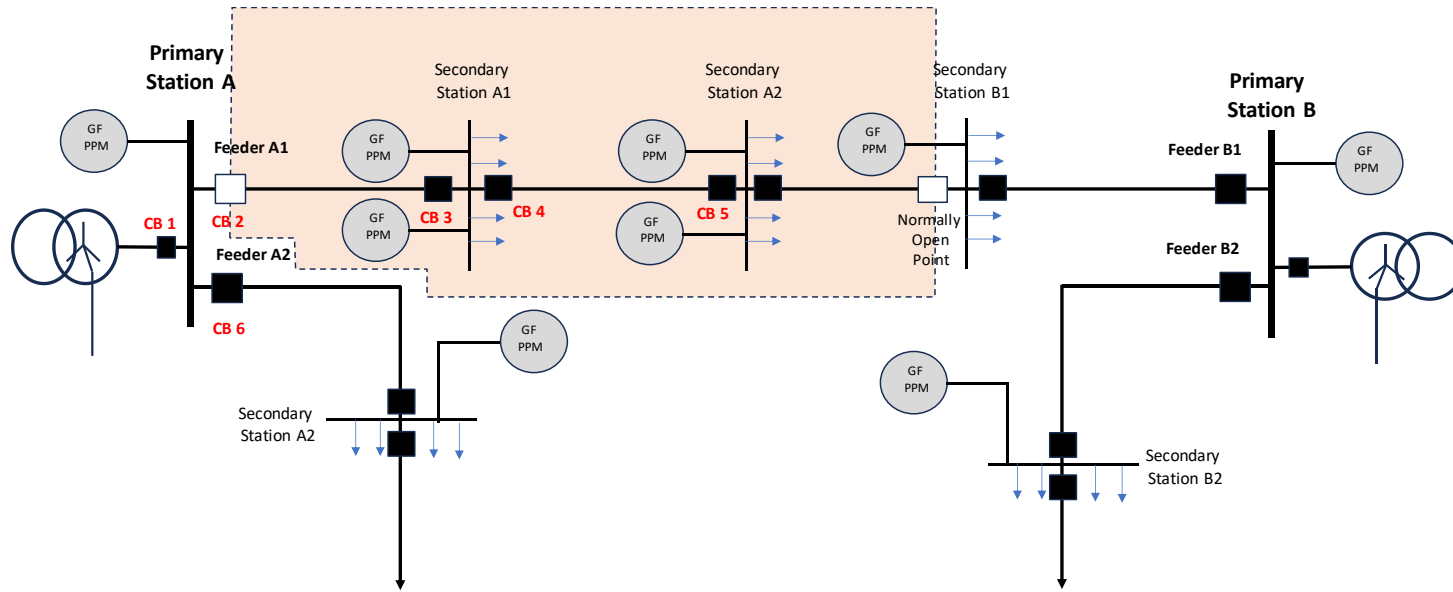 Primary
Station A
GF
PPM
Feeder A1
CB 1
CB 2
Feeder A2
CB 6
Secondary
Station A1
GF
PPM
GF
PPM
CB 3
CB 4
Secondary
Station A2
GF
PPM
GF
PPM
CB 5
Secondary
Station B1
GF
PPM
Normally
Open
Point
Primary
Station B
Feeder B1
GF
PPM
Feeder B2
GF
PPM
Secondary
Station A2
GF
PPM
Secondary
Station B2